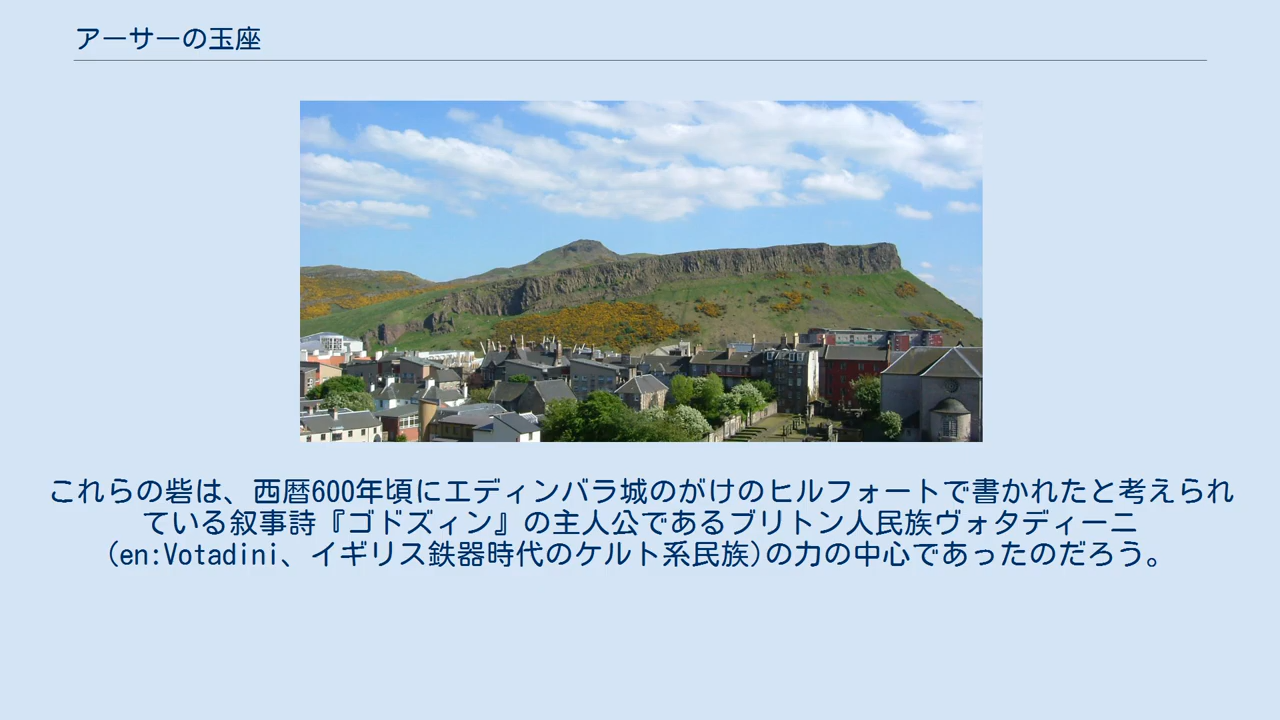 アーサーの玉座
これらの砦は、西暦600年頃にエディンバラ城のがけのヒルフォートで書かれたと考えられ
ている叙事詩『ゴドズィン』の主人公であるブリトン人民族ヴォタディーニ
(en:Votadini、イギリス鉄器時代のケルト系民族)の力の中心であったのだろう。